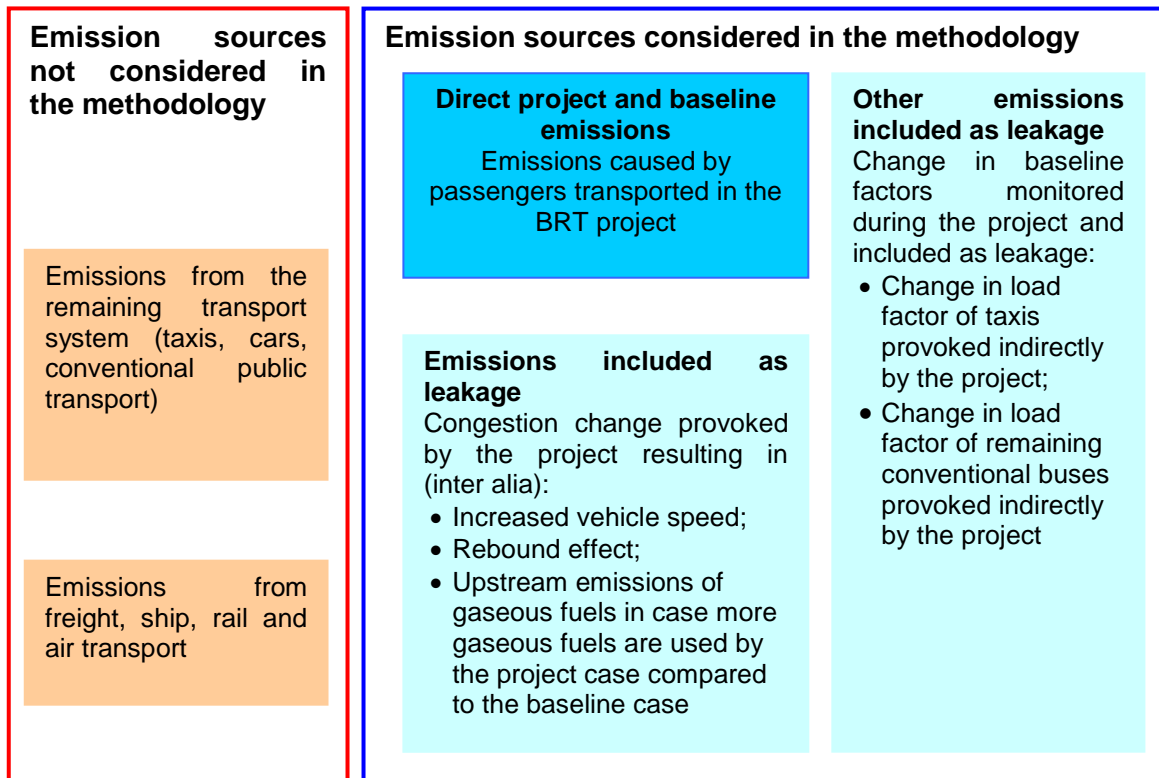 Emission sources
not considered in
the methodology
Emissions from the
remaining transport
system (taxis, cars,
conventional public
transport)
Emissions from
freight, ship, rail and
air transport
Emission sources considered in the methodology
Direct project and baseline
emissions
Emissions caused by
passengers transported in the
BRT project
Emissions included as
leakage
Congestion change provoked
by the project resulting in
(inter alia):
• Increased vehicle speed;
• Rebound effect;
• Upstream emissions of
gaseous fuels in case more
gaseous fuels are used by
the project case compared
to the baseline case
Other emissions
included as leakage
Change in baseline
factors monitored
during the project and
included as leakage:
• Change in load
factor of taxis
provoked indirectly
by the project;
• Change in load
factor of remaining
conventional buses
provoked indirectly
by the project